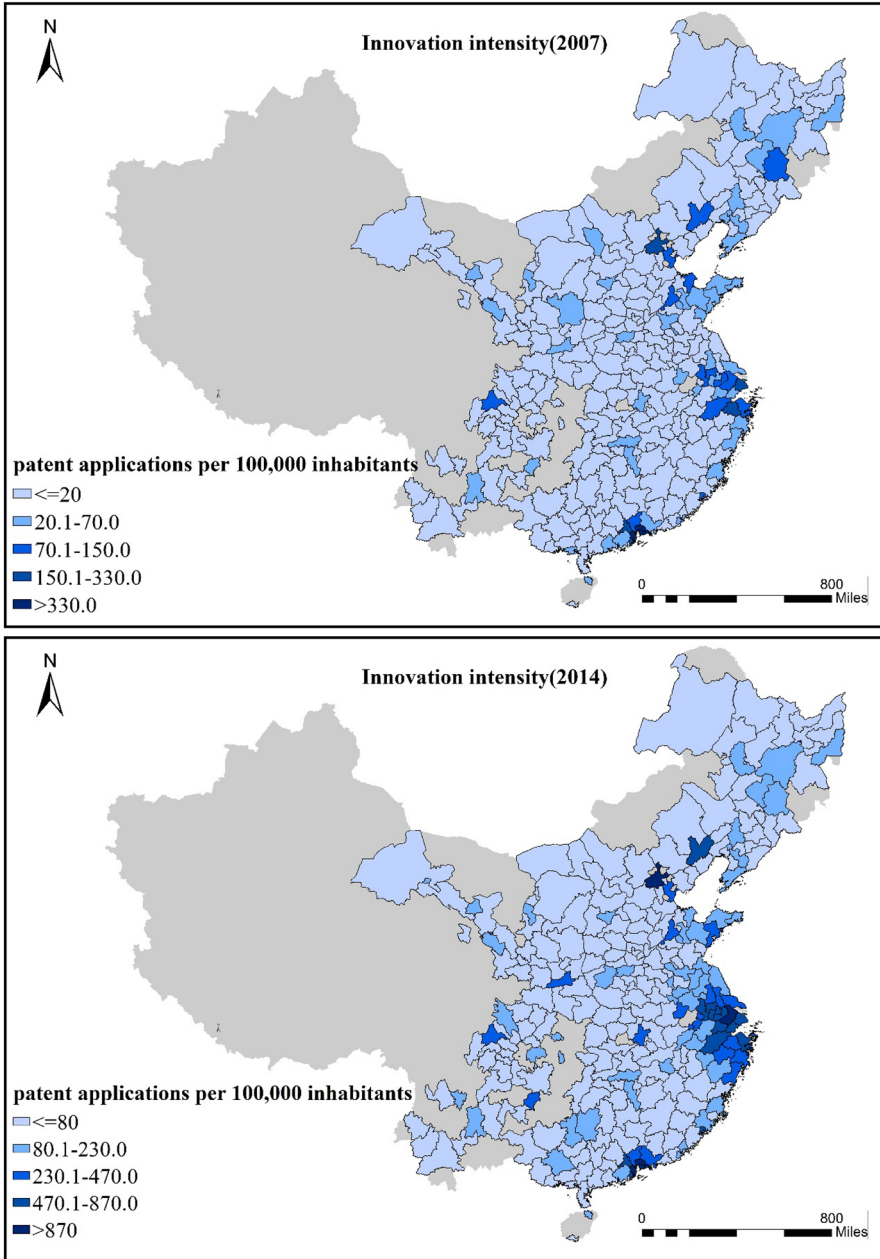 N
Innovation intensity(2007)
patent applications per 100,000 inhabitants
<=20
20.1-70.0
70.1-150.0
150.1-330.0
>330.0
0 800
Miles
N
Innovation intensity(2014)
patent applications per 100,000 inhabitants
<=80
80.1-230.0
230.1-470.0
470.1-870.0
>870
0 800
Miles